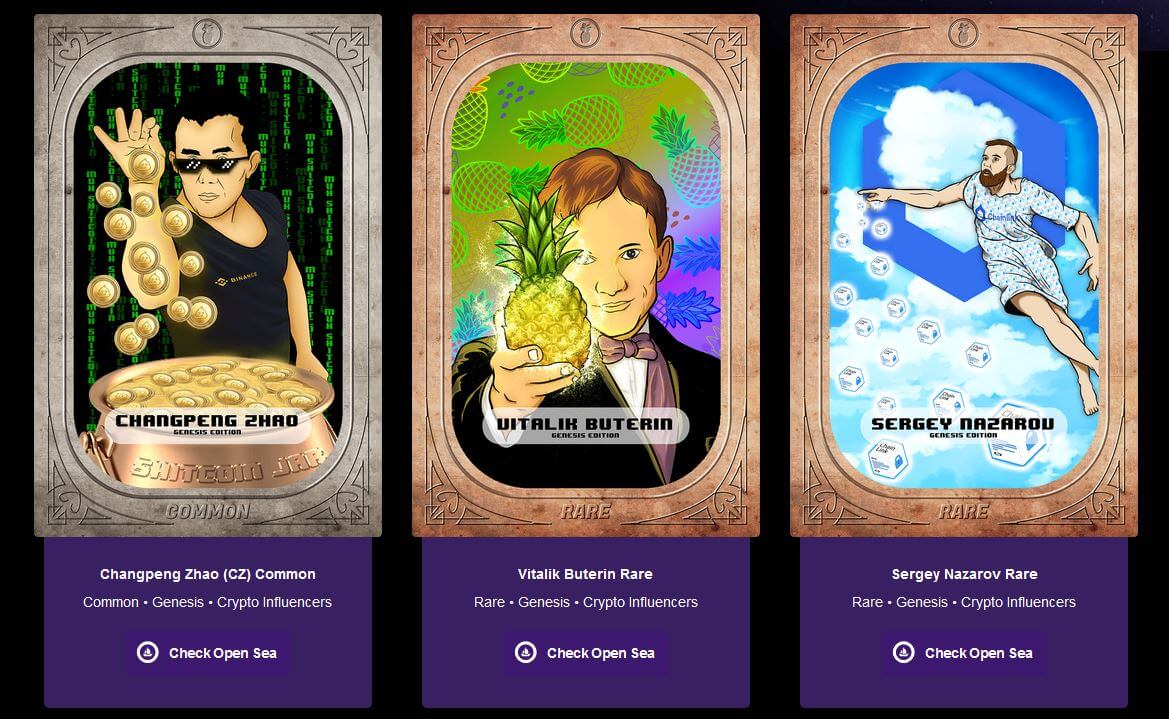 MUH SHITCOIN
BINANCE
CHANGPENG ZHAO
GENESIS EDITION
SHITCOIN JAR
COMMON
Changpeng Zhao (CZ) Common
Common • Genesis • Crypto Influencers
Check Open Sea
VITALIK BUTERIN
GENESIS EDITION
RARE
Vitalik Buterin Rare
Rare • Genesis • Crypto Influencers
Check Open Sea
Chainlink
Chain
Link
SERGEY NAZAROV
GENESIS EDITION
RARE
Sergey Nazarov Rare
Rare • Genesis • Crypto Influencers
Check Open Sea